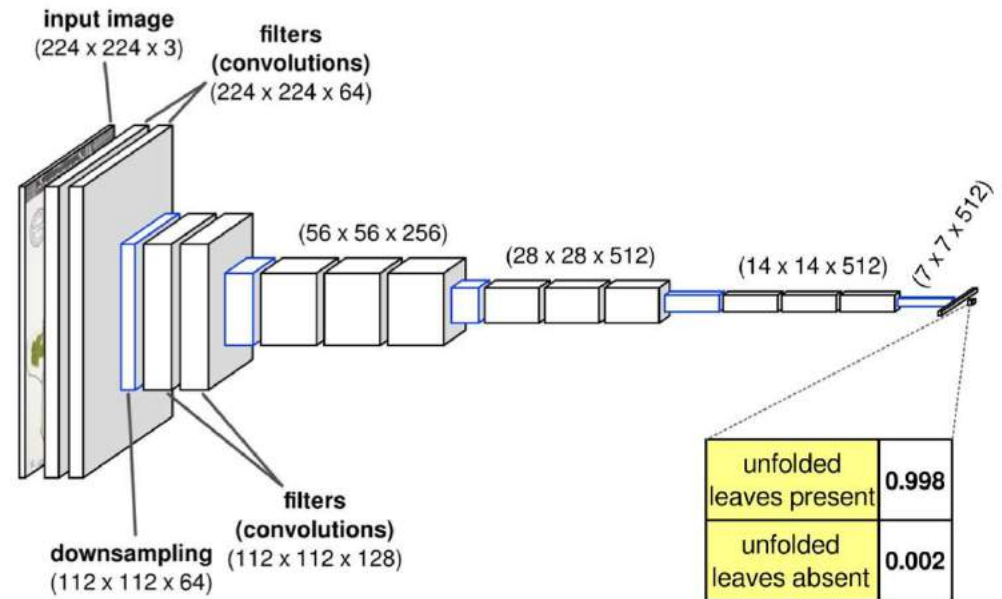 input image
(224 x 224 x 3)
filters
(convolutions)
(224 x 224 x 64)
(56 x 56 x 256)
(28 x 28 x 512)
(14 x 14 x 512)
(7 x 7 x 512)
downsampling
(112 x 112 x 64)
filters
(convolutions)
(112 x 112 x 128)
unfolded
leaves present
0.998
unfolded
leaves absent
0.002